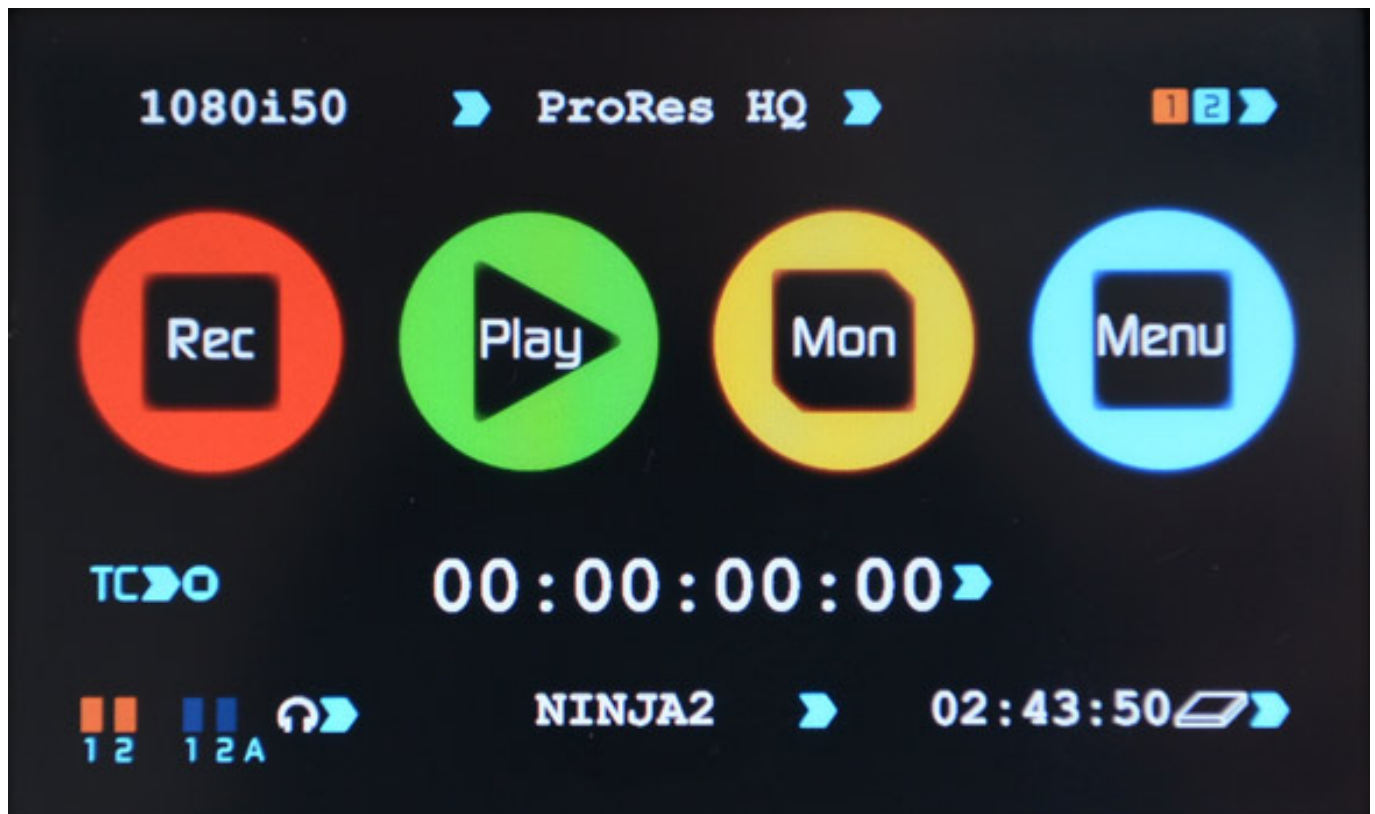 1080i50 ProRes HQ 1 2
Rec Play Mon Menu
TC 00:00:00:00
NINJA2 02:43:50
1 2 1 2 A